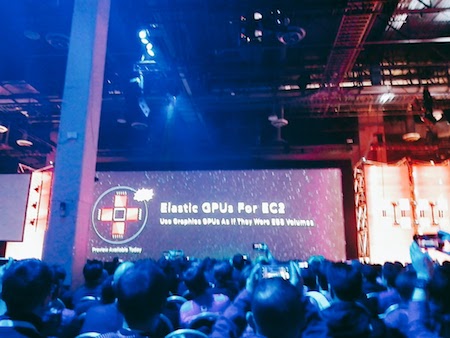 Elastic GPUs For EC2
Use Graphics GPUs As If They Were EBS Volumes
Preview Available Today